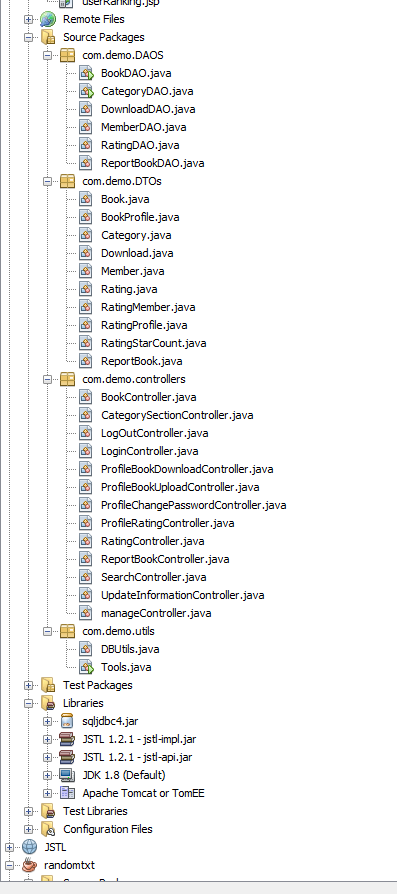 userRanking.jsp
Remote Files
Source Packages
com.demo.DAOS
BookDAO.java
CategoryDAO.java
DownloadDAO.java
MemberDAO.java
RatingDAO.java
ReportBookDAO.java
com.demo.DTOs
Book.java
BookProfile.java
Category.java
Download.java
Member.java
Rating.java
RatingMember.java
RatingProfile.java
RatingStarCount.java
ReportBook.java
com.demo.controllers
BookController.java
CategorySectionController.java
LogOutController.java
LoginController.java
ProfileBookDownloadController.java
ProfileBookUploadController.java
ProfileChangePasswordController.java
ProfileRatingController.java
RatingController.java
ReportBookController.java
SearchController.java
UpdateInformationController.java
manageController.java
com.demo.utils
DBUtils.java
Tools.java
Test Packages
Libraries
sqljdbc4.jar
JSTL 1.2.1 - jstl-impl.jar
JSTL 1.2.1 - jstl-api.jar
JDK 1.8 (Default)
Apache Tomcat or TomEE
Test Libraries
Configuration Files
JSTL
randomtxt